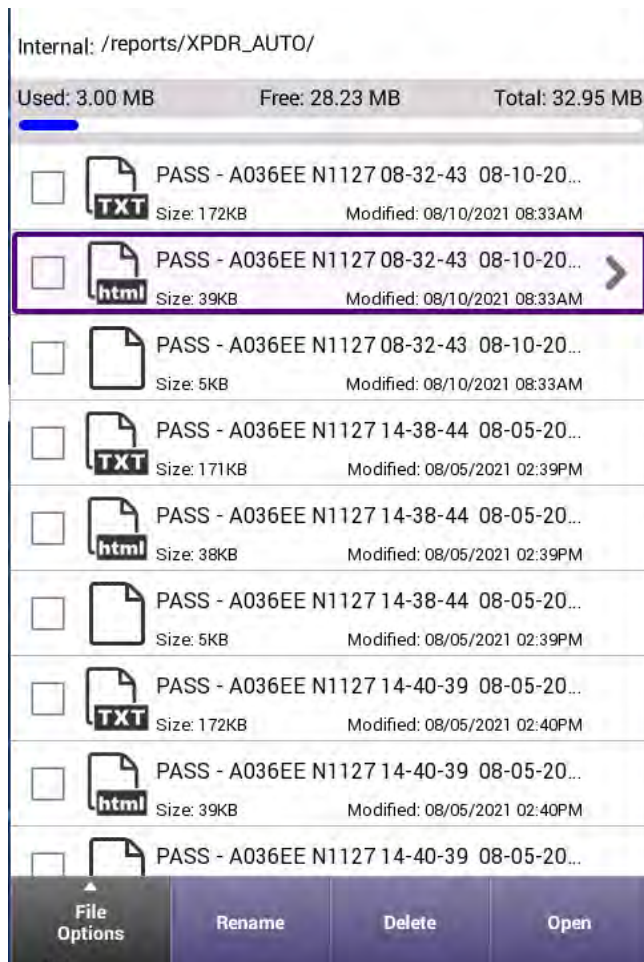 Internal: /reports/XPDR_AUTO/
Used: 3.00 MB Free: 28.23 MB Total: 32.95 MB
PASS - A036EE N1127 08-32-43 08-10-20...
TXT Size: 172KB Modified: 08/10/2021 08:33AM
PASS - A036EE N1127 08-32-43 08-10-20...
html Size: 39KB Modified: 08/10/2021 08:33AM
PASS - A036EE N1127 08-32-43 08-10-20...
Size: 5KB Modified: 08/10/2021 08:33AM
PASS - A036EE N1127 14-38-44 08-05-20...
TXT Size: 171KB Modified: 08/05/2021 02:39PM
PASS - A036EE N1127 14-38-44 08-05-20...
html Size: 38KB Modified: 08/05/2021 02:39PM
PASS - A036EE N1127 14-38-44 08-05-20...
Size: 5KB Modified: 08/05/2021 02:39PM
PASS - A036EE N1127 14-40-39 08-05-20...
TXT Size: 172KB Modified: 08/05/2021 02:40PM
PASS - A036EE N1127 14-40-39 08-05-20...
html Size: 39KB Modified: 08/05/2021 02:40PM
PASS - A036EE N1127 14-40-39 08-05-20...
File Options Rename Delete Open